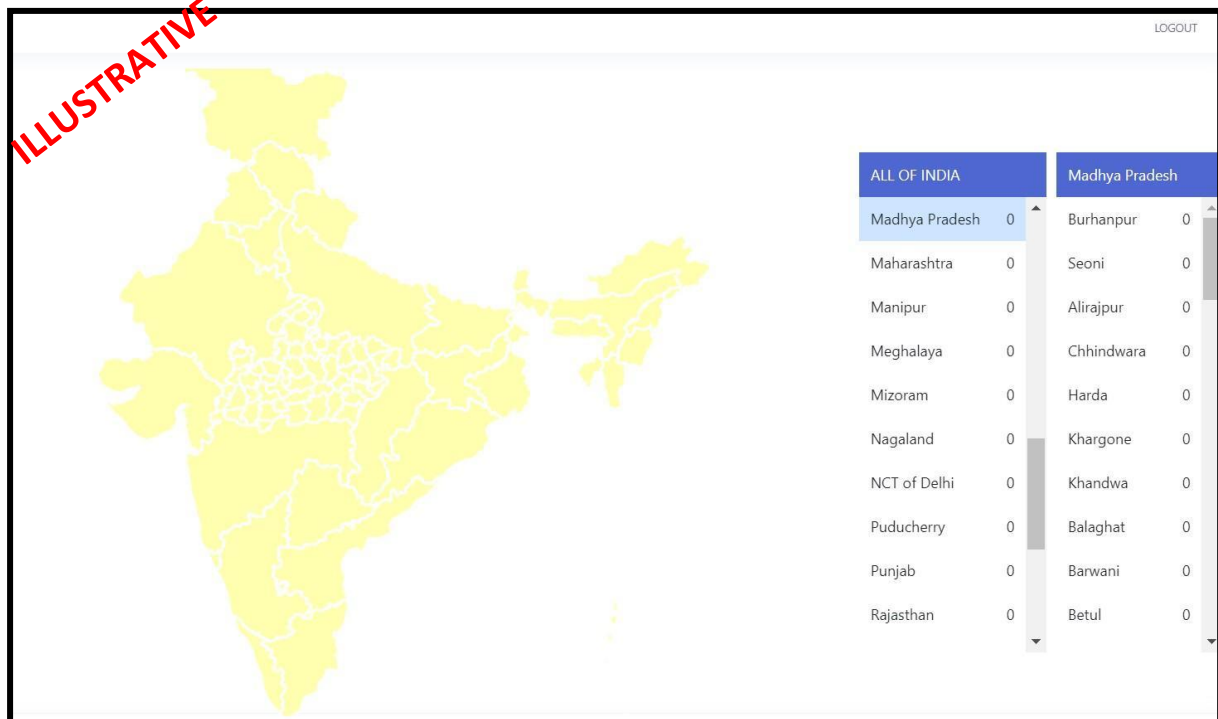 ILLUSTRATIVE
LOGOUT
ALL OF INDIA
Madhya Pradesh 0
Maharashtra 0
Manipur 0
Meghalaya 0
Mizoram 0
Nagaland 0
NCT of Delhi 0
Puducherry 0
Punjab 0
Rajasthan 0
Madhya Pradesh
Burhanpur 0
Seoni 0
Alirajpur 0
Chhindwara 0
Harda 0
Khargone 0
Khandwa 0
Balaghat 0
Barwani 0
Betul 0